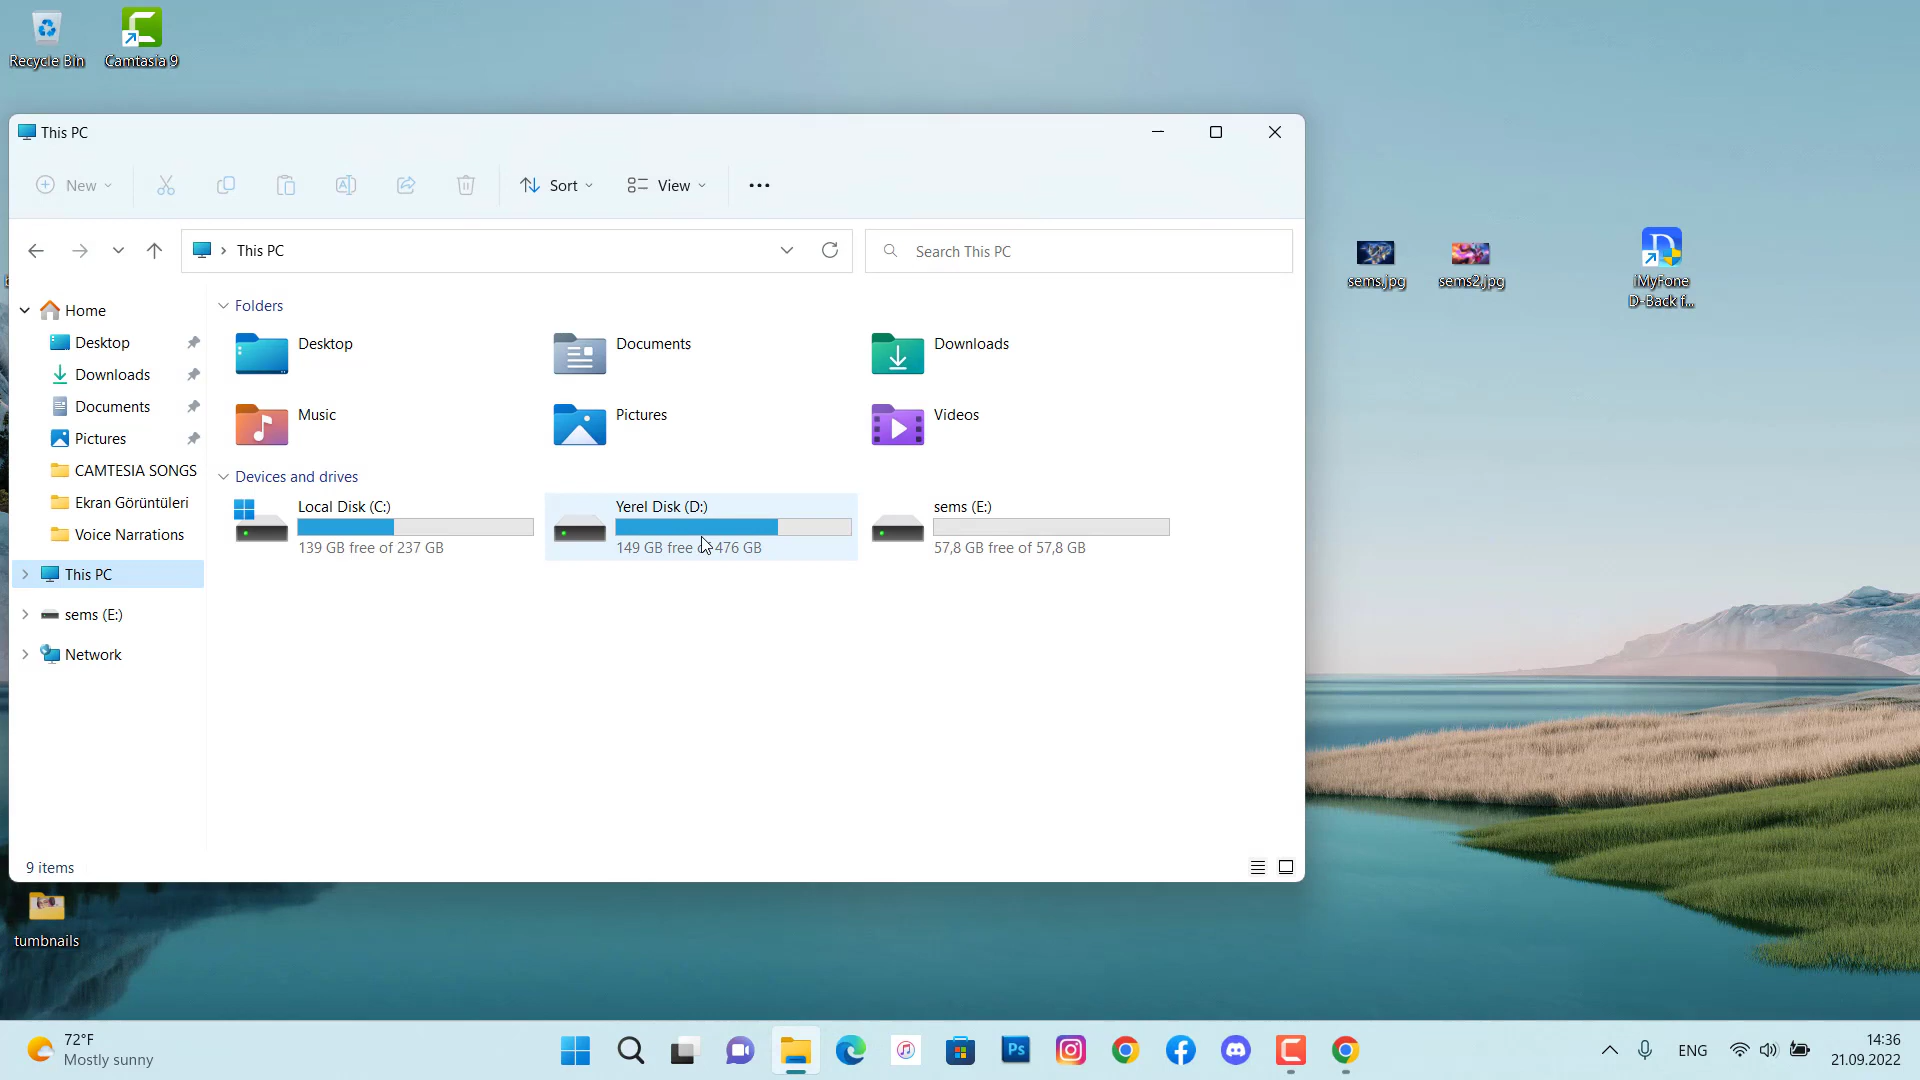 Recycle Bin
Camtasia 9
This PC
New
Sort
View
This PC
Search This PC
sems.jpg
sems2.jpg
iMyFone
D-Back f...
Home
Desktop
Downloads
Documents
Pictures
CAMTESIA SONGS
Ekran Görüntüleri
Voice Narrations
This PC
sems (E:)
Network
Folders
Desktop
Documents
Downloads
Music
Pictures
Videos
Devices and drives
Local Disk (C:)
139 GB free of 237 GB
Yerel Disk (D:)
149 GB free of 476 GB
sems (E:)
57,8 GB free of 57,8 GB
9 items
tumbnails
72°F
Mostly sunny
Ps
ENG
14:36
21.09.2022